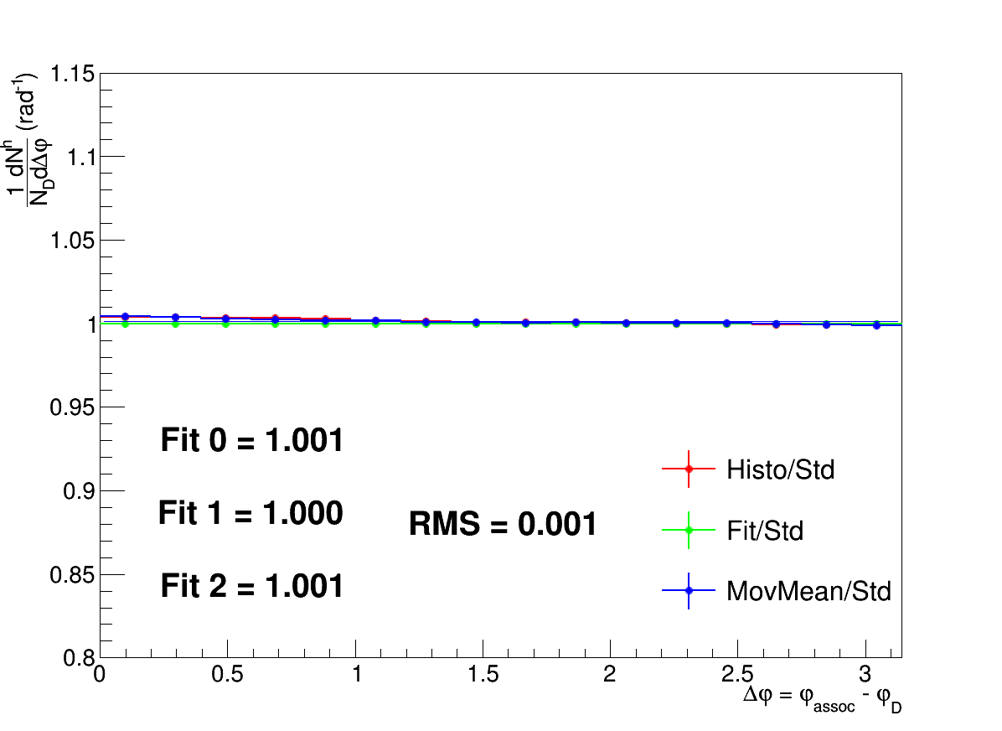 1.15
1.1
1.05
1
0.95
0.9
0.85
0.8
1 dN^h
N_D dΔφ (rad^-1)
Fit 0 = 1.001
Fit 1 = 1.000
Fit 2 = 1.001
RMS = 0.001
Histo/Std
Fit/Std
MovMean/Std
0 0.5 1 1.5 2 2.5 3
Δφ = φ_assoc - φ_D